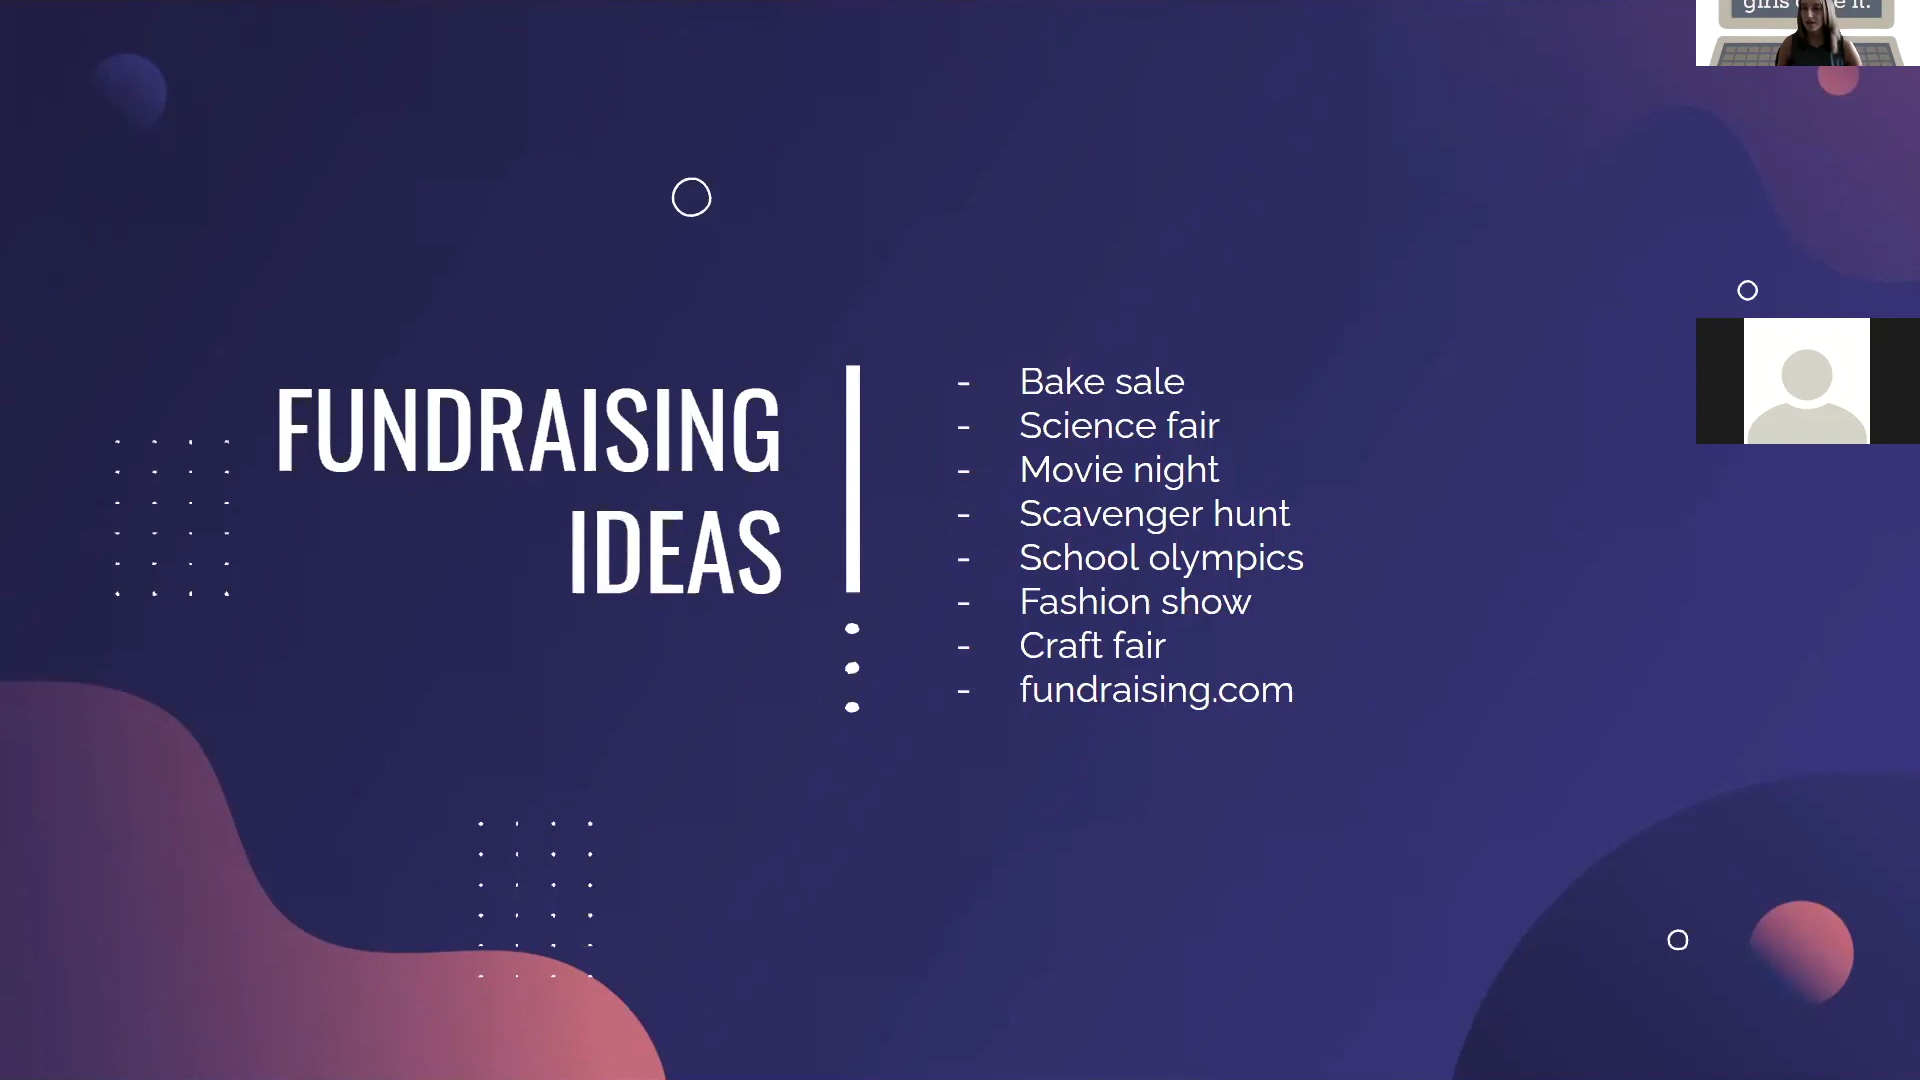 FUNDRAISING
IDEAS
- Bake sale
- Science fair
- Movie night
- Scavenger hunt
- School olympics
- Fashion show
- Craft fair
- fundraising.com